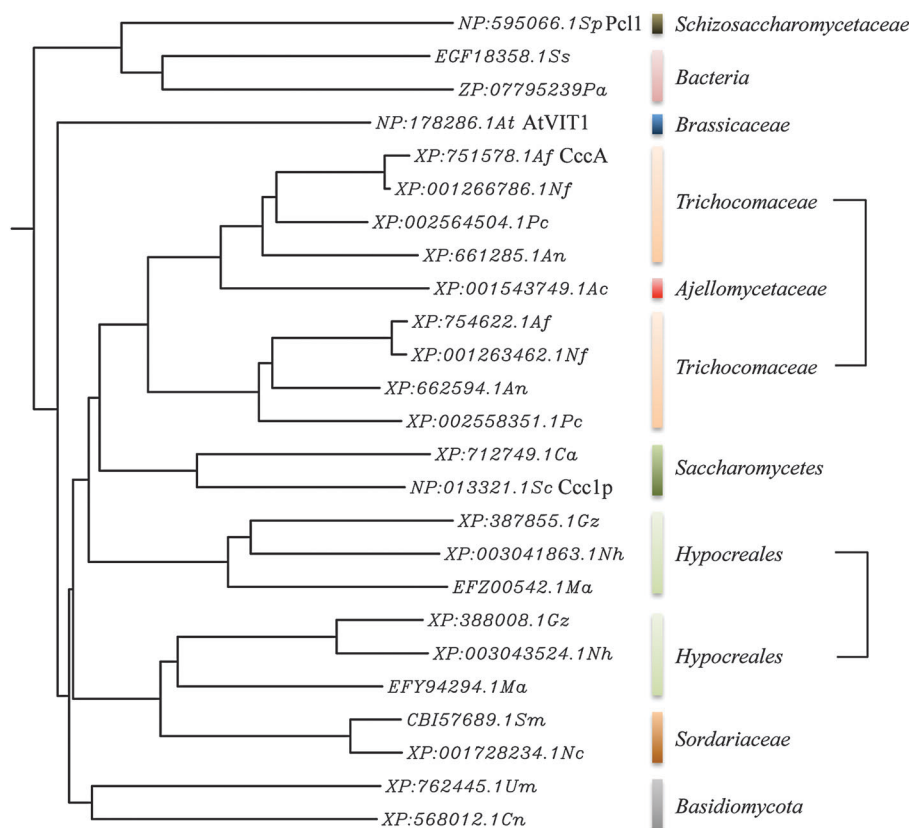 NP:595066.1Sp Pcl1 Schizosaccharomycetaceae
EGF18358.1Ss
Bacteria
ZP:07795239Pa
NP:178286.1At AtVIT1 Brassicaceae
XP:751578.1Af CccA
XP:001266786.1Nf
Trichocomaceae
XP:002564504.1Pc
XP:661285.1An
XP:001543749.1Ac Ajellomycetaceae
XP:754622.1Af
XP:001263462.1Nf
Trichocomaceae
XP:662594.1An
XP:002558351.1Pc
XP:712749.1Ca
Saccharomycetes
NP:013321.1Sc Ccc1p
XP:387855.1Gz
XP:003041863.1Nh Hypocreales
EFZ00542.1Ma
XP:388008.1Gz
XP:003043524.1Nh Hypocreales
EFY94294.1Ma
CBI57689.1Sm
Sordariaceae
XP:001728234.1Nc
XP:762445.1Um
Basidiomycota
XP:568012.1Cn